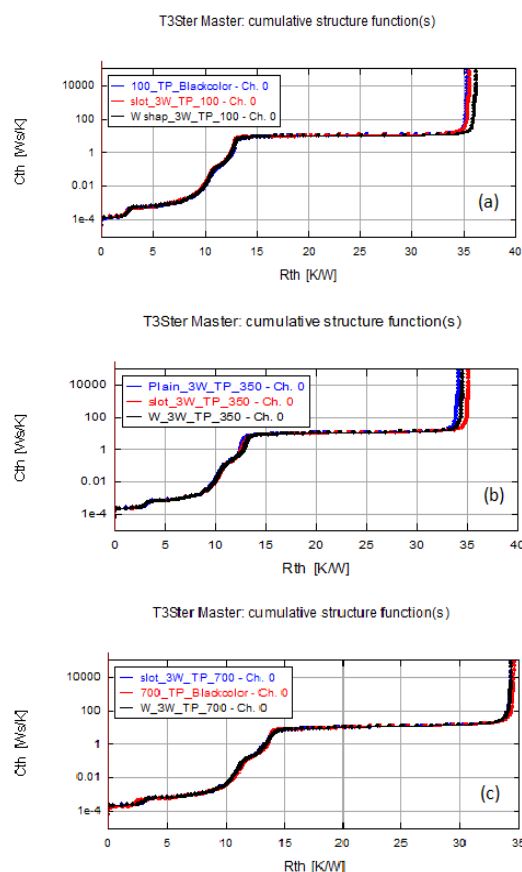 T3Ster Master: cumulative structure function(s)
100_TP_Blackcolor - Ch. 0
slot_3W_TP_100 - Ch. 0
W shap_3W_TP_100 - Ch. 0
Cth [Ws/K]
10000
100
1
0.01
1e-4
(a)
0 5 10 15 20 25 30 35 40
Rth [K/W]
T3Ster Master: cumulative structure function(s)
Plain_3W_TP_350 - Ch. 0
slot_3W_TP_350 - Ch. 0
W_3W_TP_350 - Ch. 0
Cth [Ws/K]
10000
100
1
0.01
1e-4
(b)
0 5 10 15 20 25 30 35 40
Rth [K/W]
T3Ster Master: cumulative structure function(s)
slot_3W_TP_700 - Ch. 0
700_TP_Blackcolor - Ch. 0
W_3W_TP_700 - Ch. 0
Cth [Ws/K]
10000
100
1
0.01
1e-4
(c)
0 5 10 15 20 25 30 35
Rth [K/W]